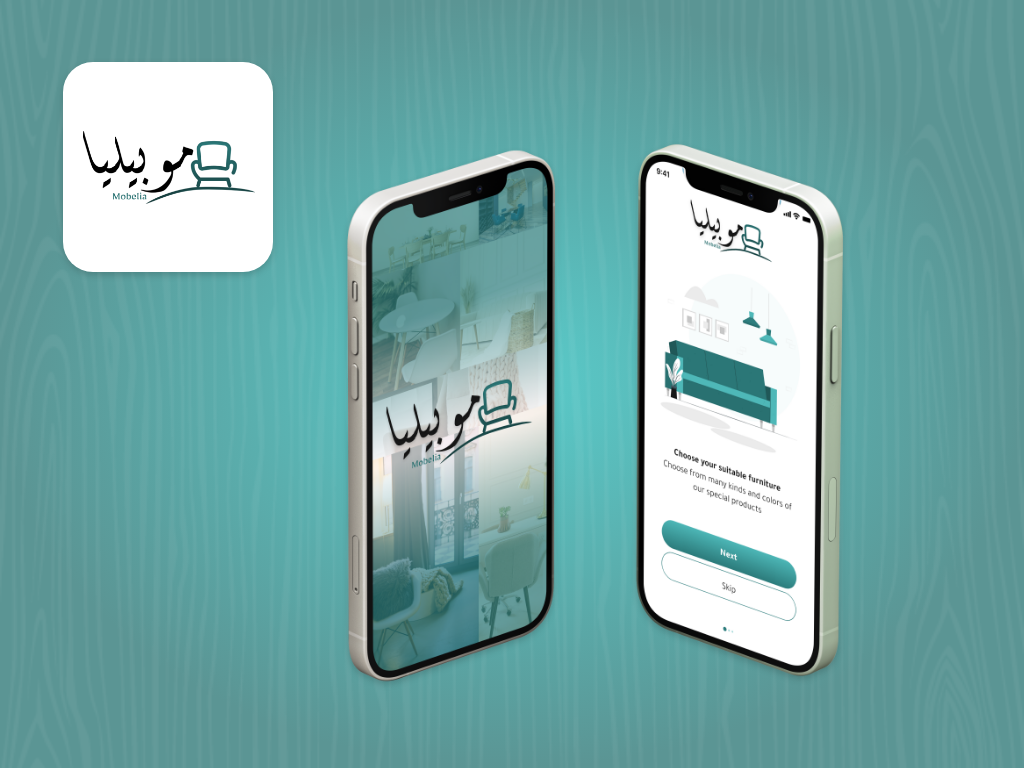 موبيليا
Mobelia
موبيليا
Mobelia
9:41
موبيليا
Mobelia
Choose your suitable furniture
Choose from many kinds and colors of
our special products
Next
Skip